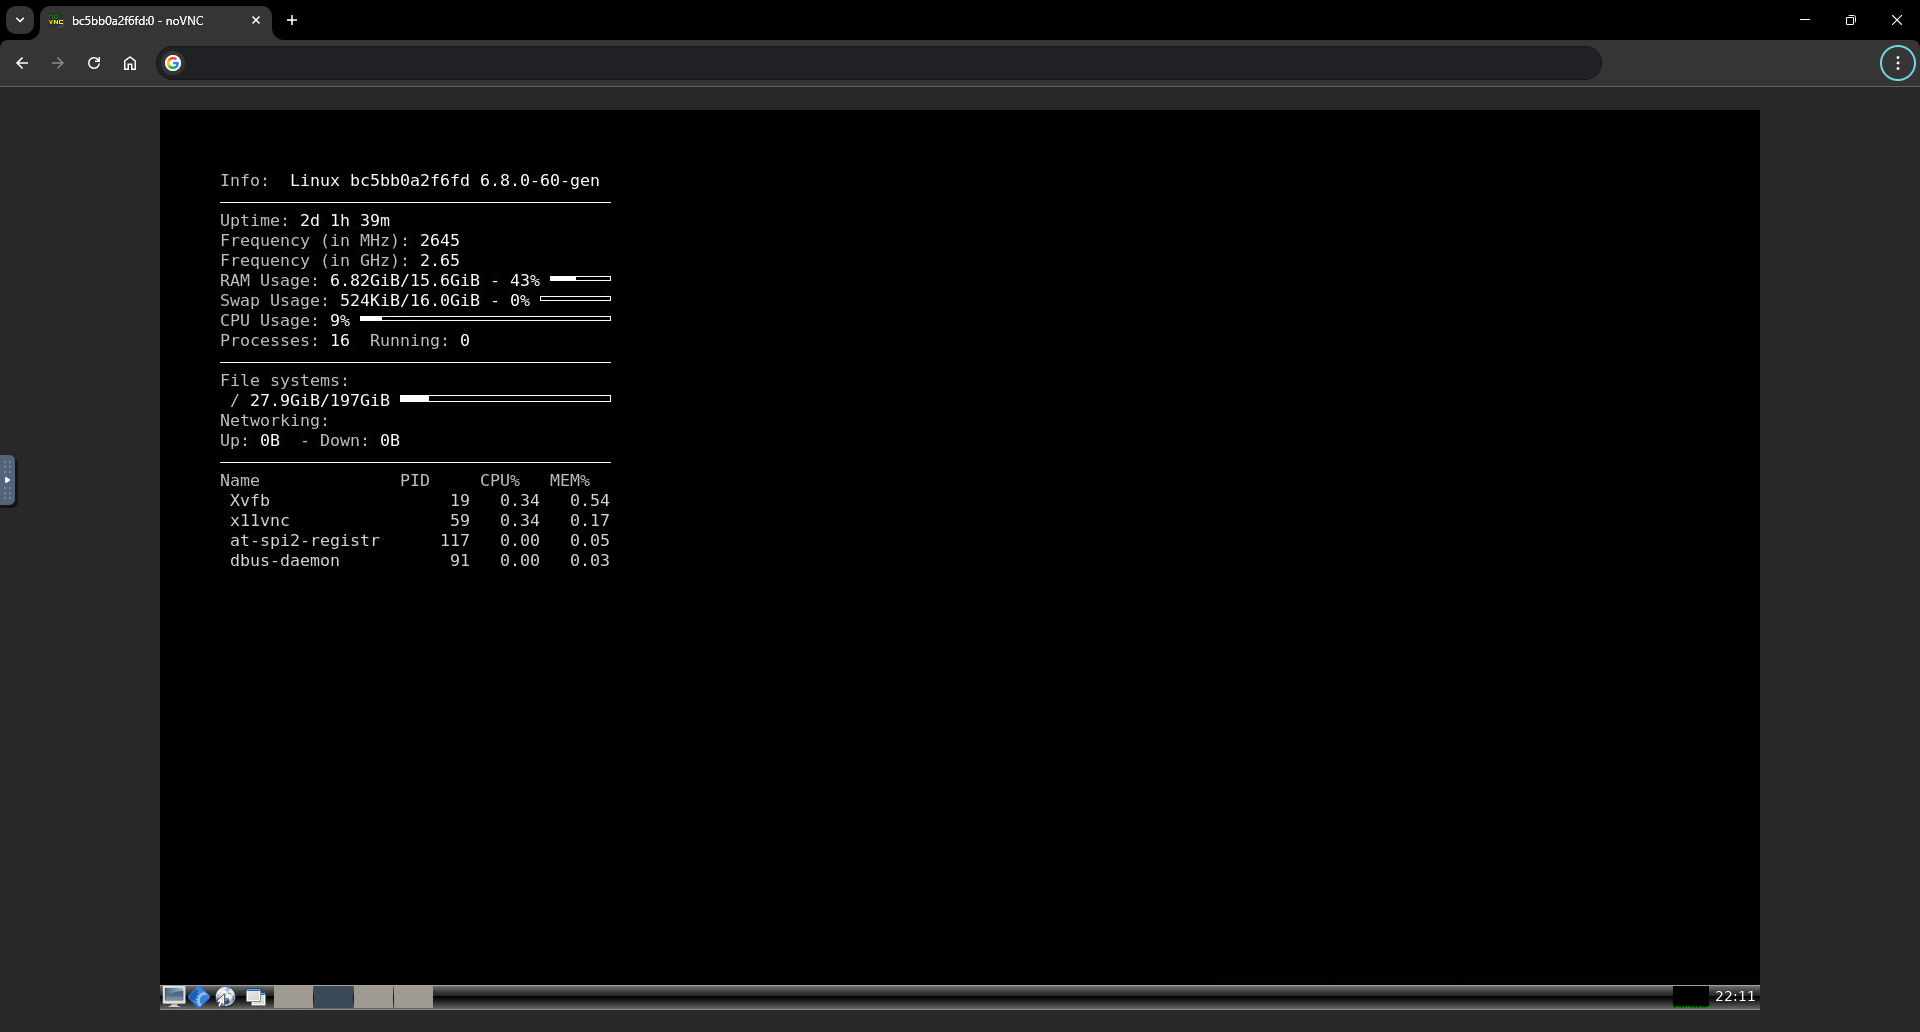 bc5bb0a2f6fd:0 - noVNC
Info:  Linux bc5bb0a2f6fd 6.8.0-60-gen
Uptime: 2d 1h 39m
Frequency (in MHz): 2645
Frequency (in GHz): 2.65
RAM Usage: 6.82GiB/15.6GiB - 43%
Swap Usage: 524KiB/16.0GiB - 0%
CPU Usage: 9%
Processes: 16  Running: 0
File systems:
/ 27.9GiB/197GiB
Networking:
Up: 0B  - Down: 0B
Name PID CPU% MEM%
Xvfb 19 0.34 0.54
x11vnc 59 0.34 0.17
at-spi2-registr 117 0.00 0.05
dbus-daemon 91 0.00 0.03
22:11